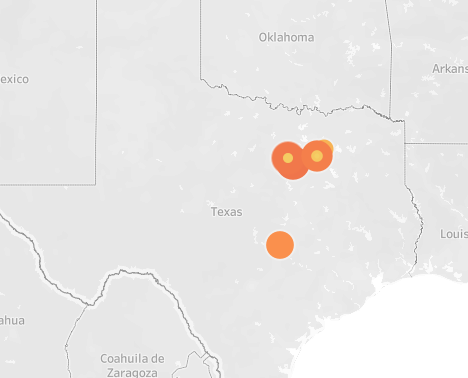 Oklahoma
Arkans
exico
Texas
Louis
ahua
Coahuila de
Zaragoza